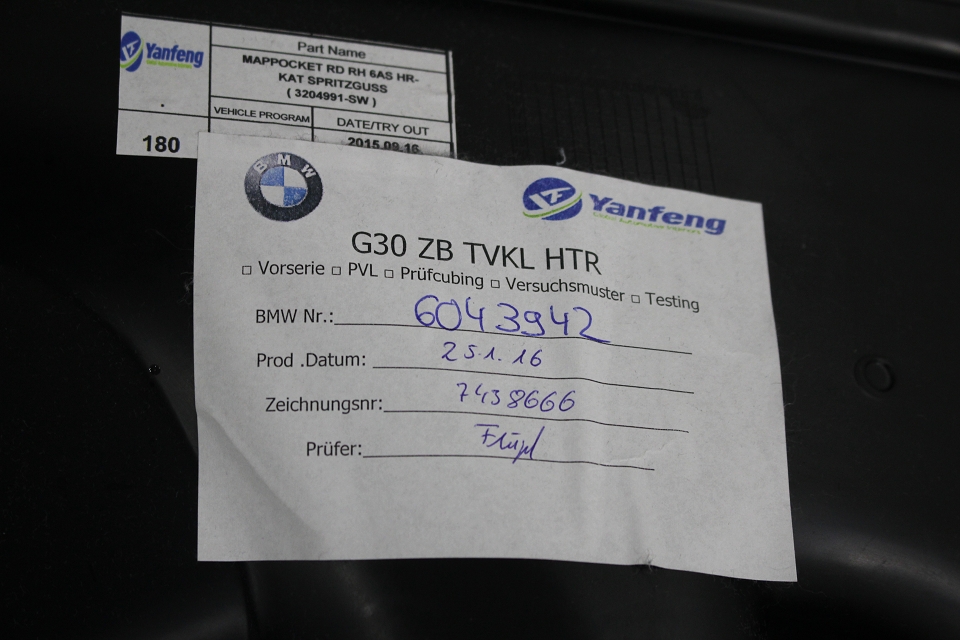 Yanfeng
Part Name
MAPPOCKET RD RH 6AS HR-
KAT SPRITZGUSS
( 3204991-SW )
VEHICLE PROGRAM
DATE/TRY OUT
180
2015.09.16
BMW
Yanfeng
G30 ZB TVKL HTR
□ Vorserie □ PVL □ Prüfcubing □ Versuchsmuster □ Testing
BMW Nr.: 6043942
Prod .Datum: 25.1.16
Zeichnungsnr: 7438666
Prüfer: